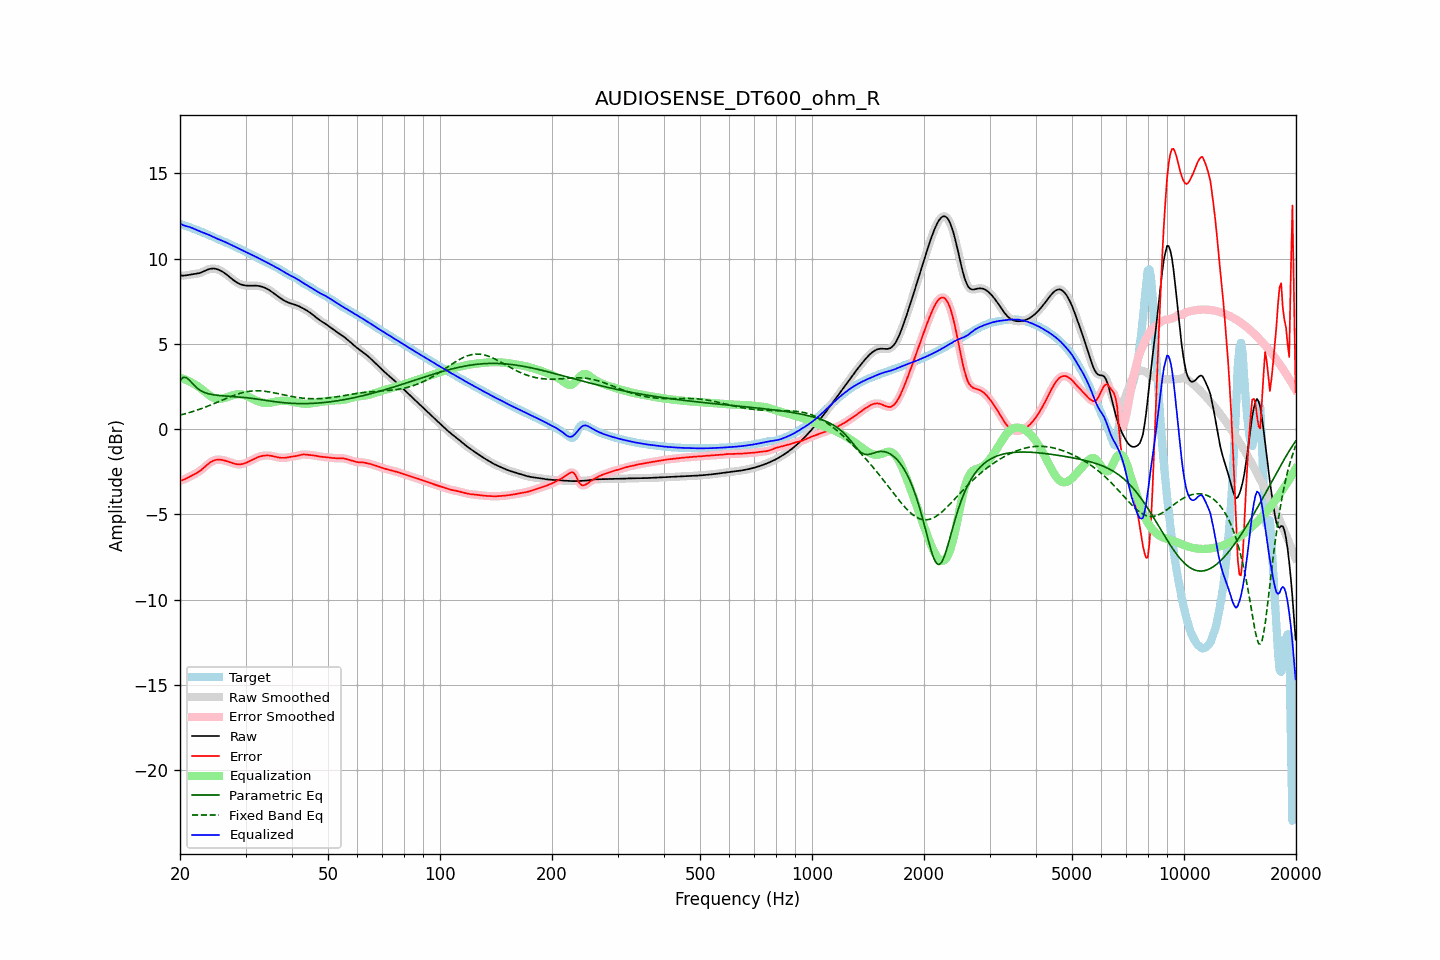 AUDIOSENSE_DT600_ohm_R
Amplitude (dBr)
15
10
5
0
−5
−10
−15
−20
Target
Raw Smoothed
Error Smoothed
Raw
Error
Equalization
Parametric Eq
Fixed Band Eq
Equalized
20 50 100 200 500 1000 2000 5000 10000 20000
Frequency (Hz)